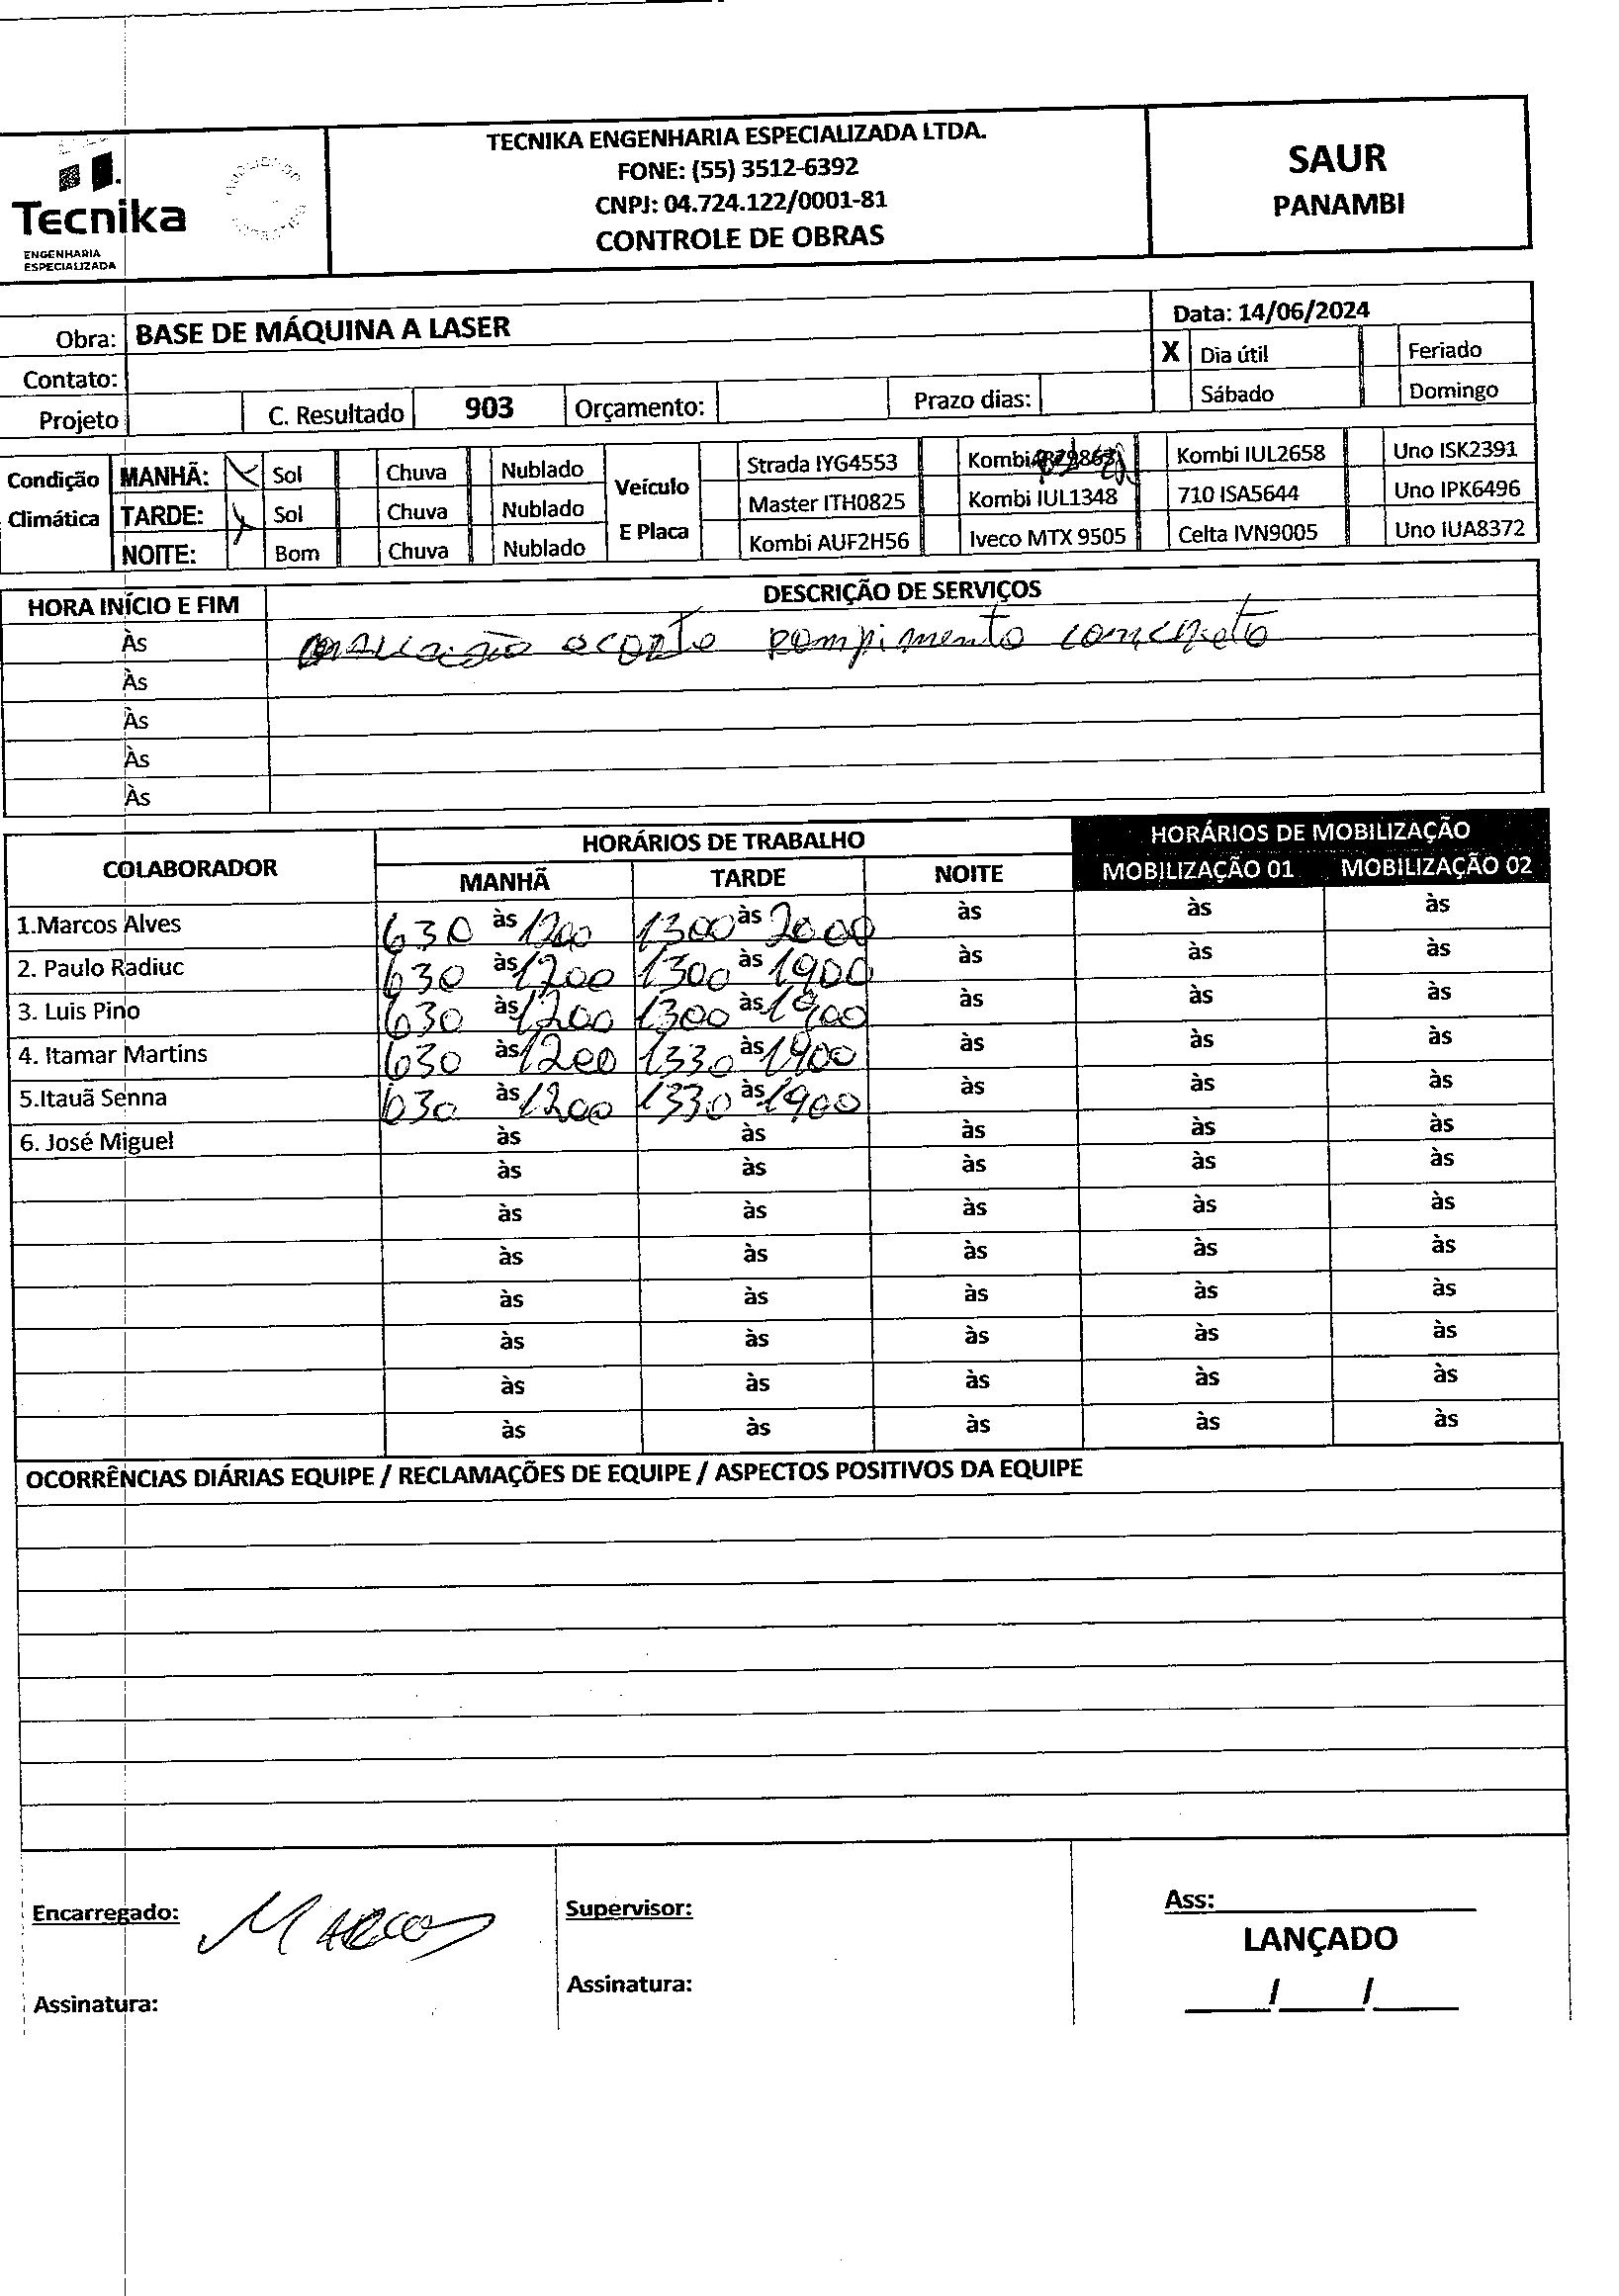 TECNIKA ENGENHARIA ESPECIALIZADA LTDA.
FONE: (55) 3512-6392
CNPJ: 04.724.122/0001-81
CONTROLE DE OBRAS
SAUR
PANAMBI
Tecnika
ENGENHARIA
ESPECIALIZADA
Obra: BASE DE MÁQUINA A LASER
Data: 14/06/2024
Contato:
X Dia útil Feriado
Sábado Domingo
Projeto C. Resultado 903 Orçamento: Prazo dias:
Condição Climática
MANHÃ: X Sol Chuva Nublado
TARDE: X Sol Chuva Nublado
NOITE: Bom Chuva Nublado
Veículo E Placa
Strada IYG4553 Kombi Kombi IUL2658 Uno ISK2391
Master ITH0825 Kombi IUL1348 710 ISA5644 Uno IPK6496
Kombi AUF2H56 Iveco MTX 9505 Celta IVN9005 Uno IUA8372
HORA INÍCIO E FIM DESCRIÇÃO DE SERVIÇOS
Às
Às
Às
Às
Às
COLABORADOR HORÁRIOS DE TRABALHO HORÁRIOS DE MOBILIZAÇÃO
MANHÃ TARDE NOITE MOBILIZAÇÃO 01 MOBILIZAÇÃO 02
1.Marcos Alves 630 às 1200 1300 às 2000 às às às
2. Paulo Radiuc 630 às 1200 1300 às 1900 às às às
3. Luis Pino 630 às 1200 1300 às 1900 às às às
4. Itamar Martins 630 às 1200 1330 às 1900 às às às
5.Itauã Senna 630 às 1200 1330 às 1900 às às às
6. José Miguel às às às às às
às às às às às
às às às às às
às às às às às
às às às às às
às às às às às
às às às às às
às às às às às
OCORRÊNCIAS DIÁRIAS EQUIPE / RECLAMAÇÕES DE EQUIPE / ASPECTOS POSITIVOS DA EQUIPE
Encarregado: Marcos
Supervisor:
Ass:
LANÇADO
Assinatura:
Assinatura:
____/____/____